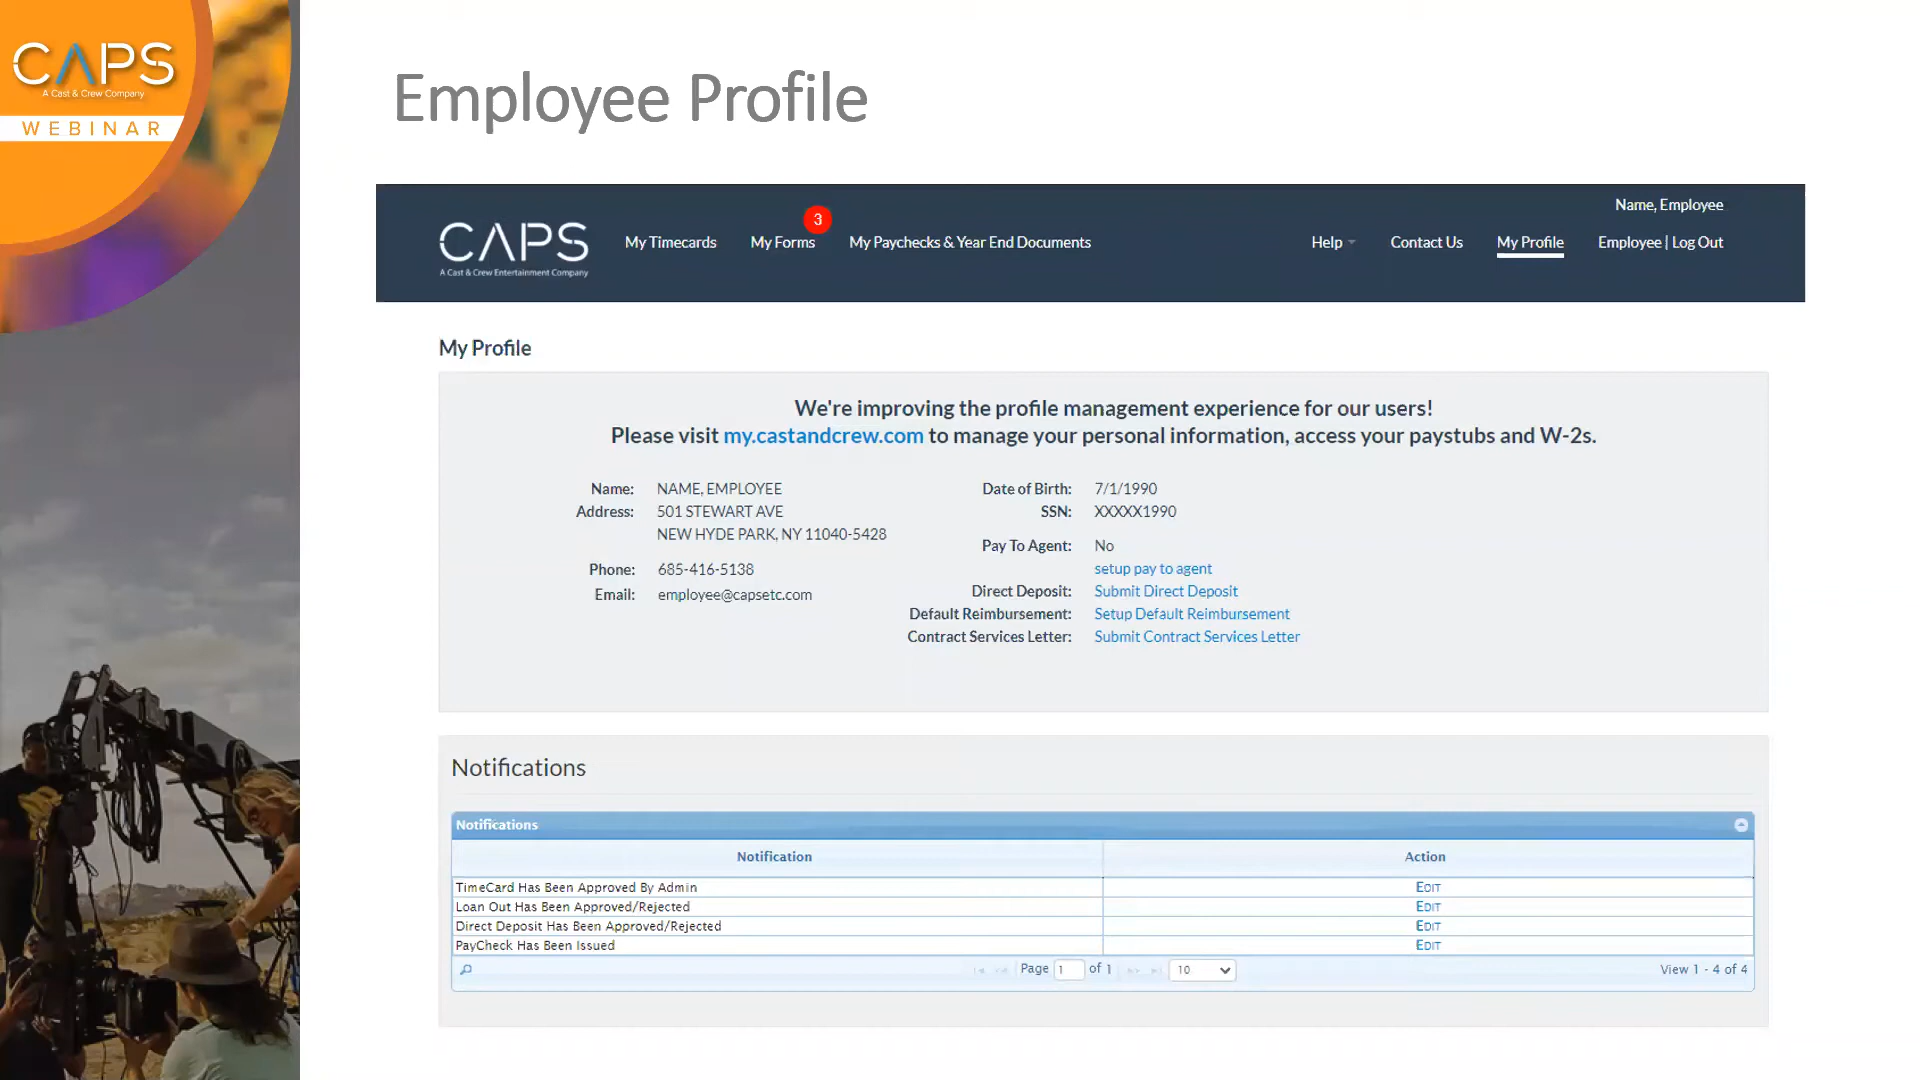 CAPS
A Cast & Crew Company
WEBINAR
Employee Profile
Name, Employee
CAPS
A Cast & Crew Entertainment Company
My Timecards
My Forms
3
My Paychecks & Year End Documents
Help
Contact Us
My Profile
Employee | Log Out
My Profile
We're improving the profile management experience for our users!
Please visit my.castandcrew.com to manage your personal information, access your paystubs and W-2s.
Name: NAME, EMPLOYEE
Address: 501 STEWART AVE
NEW HYDE PARK, NY 11040-5428
Phone: 685-416-5138
Email: employee@capsetc.com
Date of Birth: 7/1/1990
SSN: XXXXX1990
Pay To Agent: No
setup pay to agent
Direct Deposit: Submit Direct Deposit
Default Reimbursement: Setup Default Reimbursement
Contract Services Letter: Submit Contract Services Letter
Notifications
Notifications
Notification Action
TimeCard Has Been Approved By Admin EDIT
Loan Out Has Been Approved/Rejected EDIT
Direct Deposit Has Been Approved/Rejected EDIT
PayCheck Has Been Issued EDIT
Page 1 of 1 10 View 1 - 4 of 4